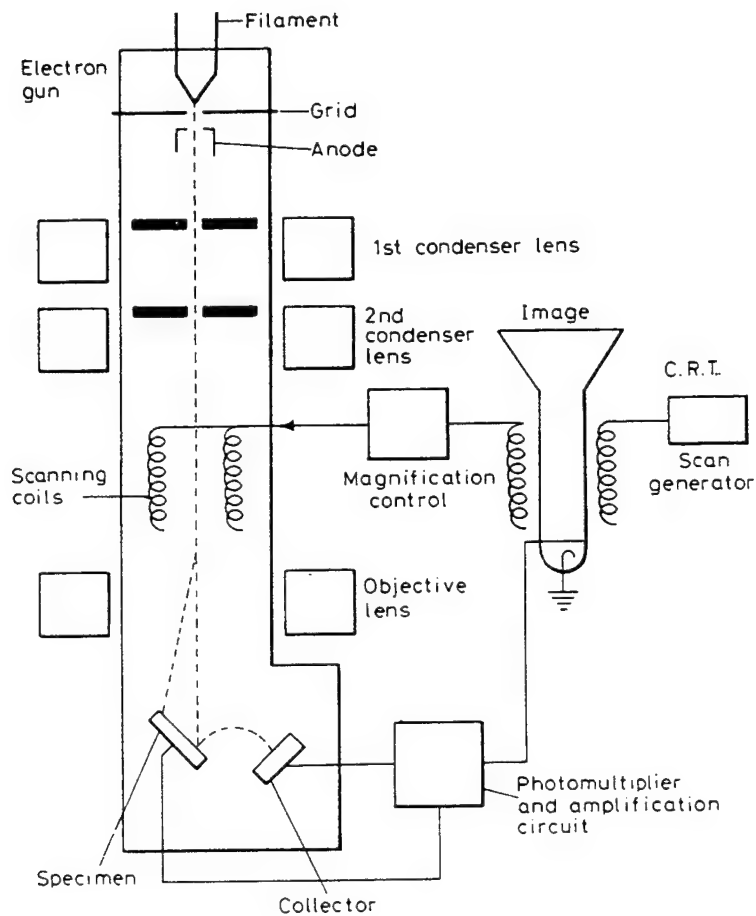 Filament
Electron
gun
Grid
Anode
1st condenser lens
2nd
condenser
lens
Image
C.R.T.
Scanning
coils
Magnification
control
Scan
generator
Objective
lens
Photomultiplier
and amplification
circuit
Specimen
Collector